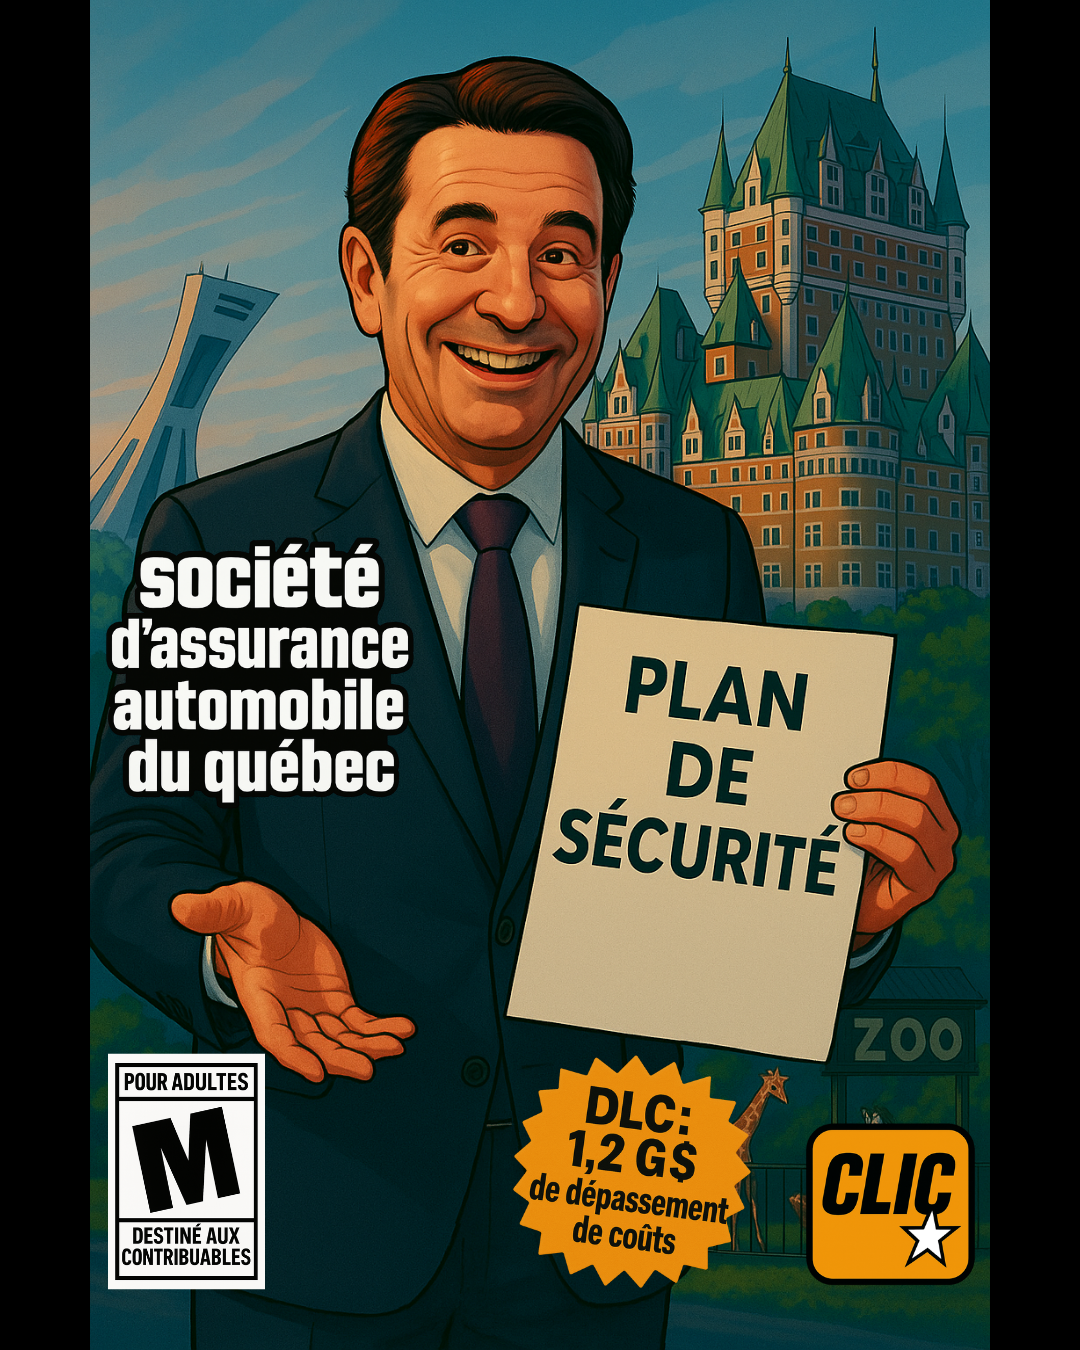 société
d’assurance
automobile
du québec
PLAN
DE
SÉCURITÉ
ZOO
POUR ADULTES
M
DESTINÉ AUX
CONTRIBUABLES
DLC:
1,2 G$
de dépassement
de coûts
CLIC